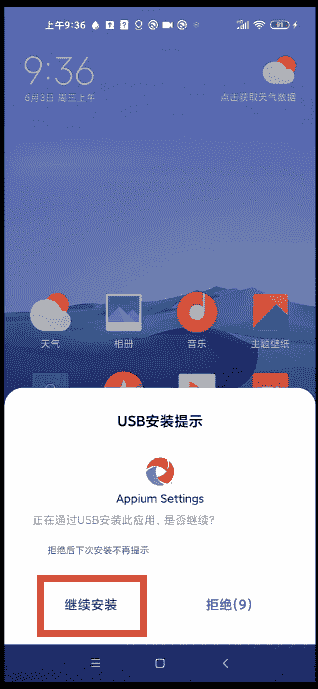 上午9:36
91
9:36
6月3日 周三上午
点击获取天气数据
天气
相册
音乐
主题壁纸
USB安装提示
Appium Settings
正在通过USB安装此应用，是否继续？
拒绝后下次安装不再提示
继续安装
拒绝(9)